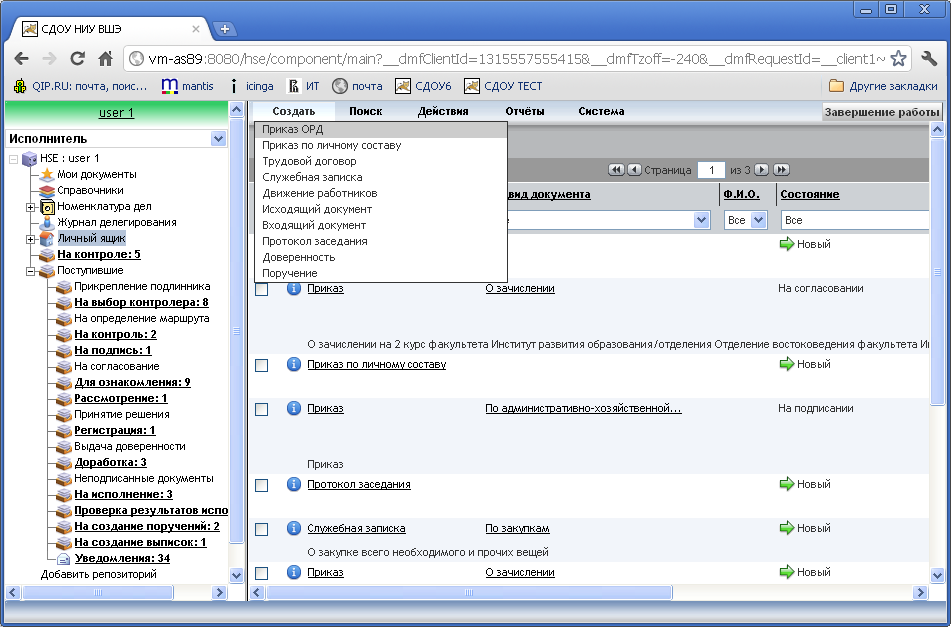 СДОУ НИУ ВШЭ
vm-as89:8080/hse/component/main?__dmfClientId=1315557555415&__dmfTzoff=-240&__dmfRequestId=__client1~
QIP.RU: почта, поис... mantis icinga ИТ почта СДОУ6 СДОУ ТЕСТ Другие закладки
user 1
Создать Поиск Действия Отчёты Система Завершение работы
Исполнитель
HSE : user 1
Мои документы
Справочники
Номенклатура дел
Журнал делегирования
Личный ящик
На контроле: 5
Поступившие
Прикрепление подлинника
На выбор контролера: 8
На определение маршрута
На контроль: 2
На подпись: 1
На согласование
Для ознакомления: 9
Рассмотрение: 1
Принятие решения
Регистрация: 1
Выдача доверенности
Доработка: 3
Неподписанные документы
На исполнение: 3
Проверка результатов испо
На создание поручений: 2
На создание выписок: 1
Уведомления: 34
Добавить репозиторий
Приказ ОРД
Приказ по личному составу
Трудовой договор
Служебная записка
Движение работников
Исходящий документ
Входящий документ
Протокол заседания
Доверенность
Поручение
Страница 1 из 3
вид документа Ф.И.О. Состояние
Все Все
Новый
Приказ О зачислении На согласовании
О зачислении на 2 курс факультета Институт развития образования/отделения Отделение востоковедения факультета Ин
Приказ по личному составу Новый
Приказ По административно-хозяйственной... На подписании
Приказ
Протокол заседания Новый
Служебная записка По закупкам Новый
О закупке всего необходимого и прочих вещей
Приказ О зачислении Новый